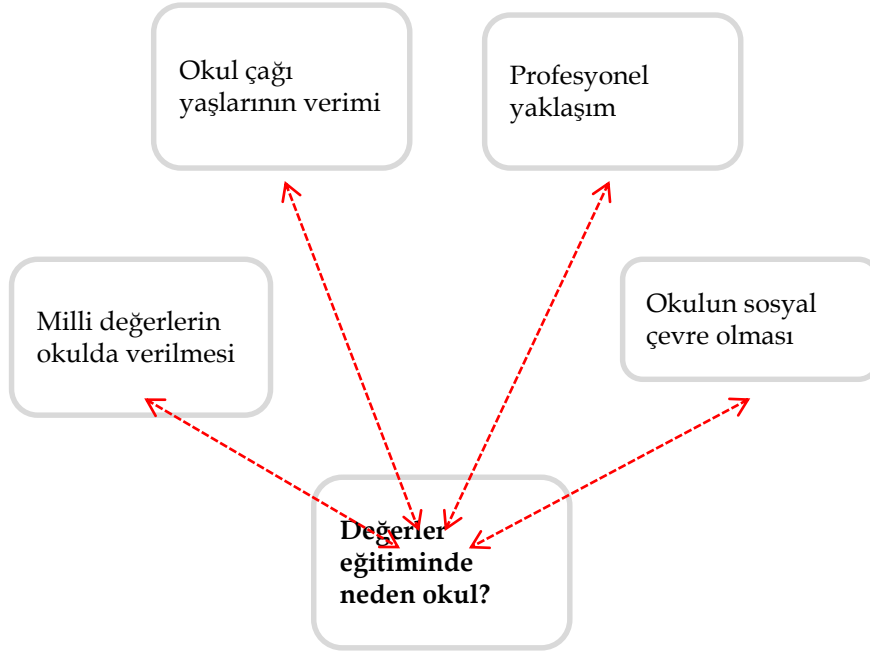 Okul çağı
yaşlarının verimi
Profesyonel
yaklaşım
Milli değerlerin
okulda verilmesi
Okulun sosyal
çevre olması
Değerler
eğitiminde
neden okul?